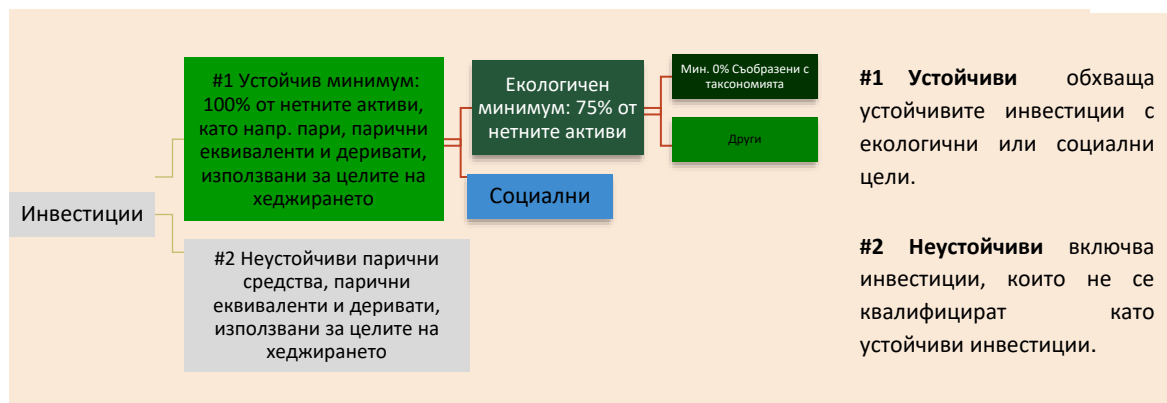 Инвестиции
#1 Устойчив минимум:
100% от нетните активи,
като напр. пари, парични
еквиваленти и деривати,
използвани за целите на
хеджирането
Екологичен
минимум: 75% от
нетните активи
Мин. 0% Съобразени с
таксономията
Други
Социални
#2 Неустойчиви парични
средства, парични
еквиваленти и деривати,
използвани за целите на
хеджирането
#1 Устойчиви обхваща
устойчивите инвестиции с
екологични или социални
цели.
#2 Неустойчиви включва
инвестиции, които не се
квалифицират като
устойчиви инвестиции.